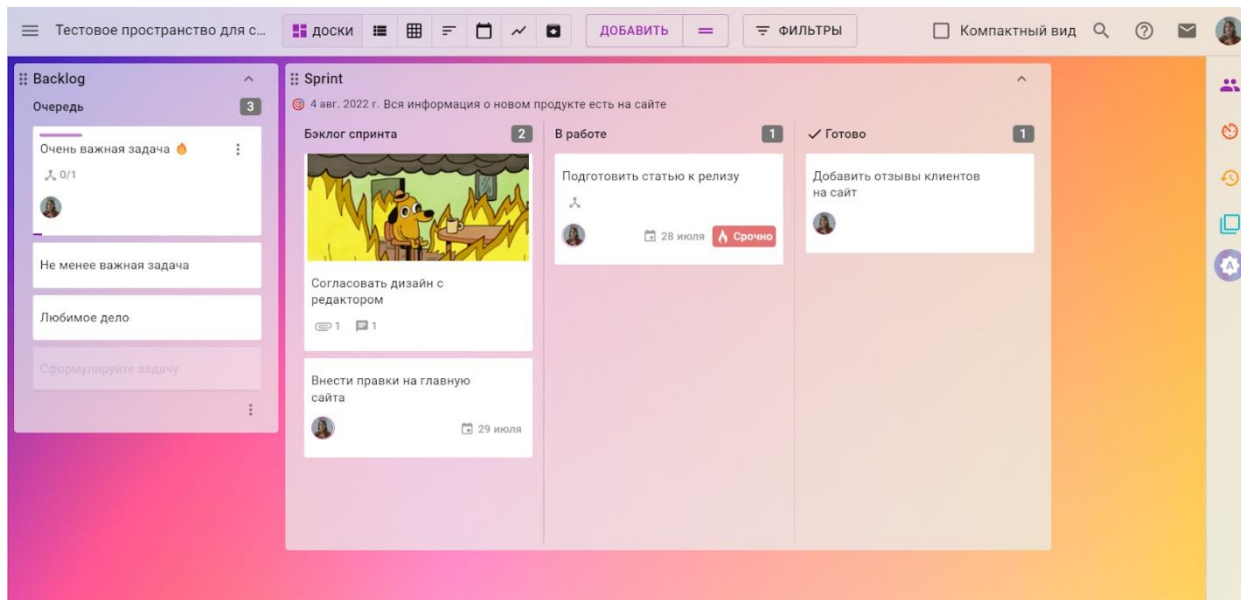 Тестовое пространство для с...
ДОСКИ
ДОБАВИТЬ
ФИЛЬТРЫ
Компактный вид
Backlog
Очередь
3
Очень важная задача 🔥
0/1
Не менее важная задача
Любимое дело
Сформулируйте задачу
Sprint
🎯 4 авг. 2022 г. Вся информация о новом продукте есть на сайте
Бэклог спринта
2
Согласовать дизайн с
редактором
1 1
Внести правки на главную
сайта
29 июля
В работе
1
Подготовить статью к релизу
28 июля Срочно
✓ Готово
1
Добавить отзывы клиентов
на сайт
A